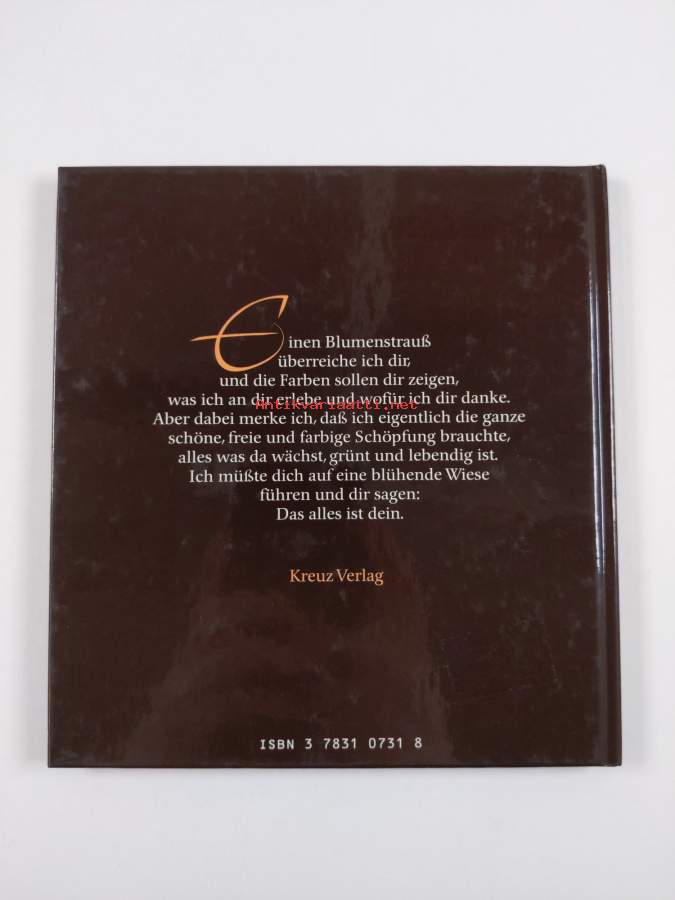 Einen Blumenstrauß
überreiche ich dir,
und die Farben sollen dir zeigen,
was ich an dir erlebe und wofür ich dir danke.
Antikvariaatti.net
Aber dabei merke ich, daß ich eigentlich die ganze
schöne, freie und farbige Schöpfung brauchte,
alles was da wächst, grünt und lebendig ist.
Ich müßte dich auf eine blühende Wiese
führen und dir sagen:
Das alles ist dein.
Kreuz Verlag
ISBN 3 7831 0731 8